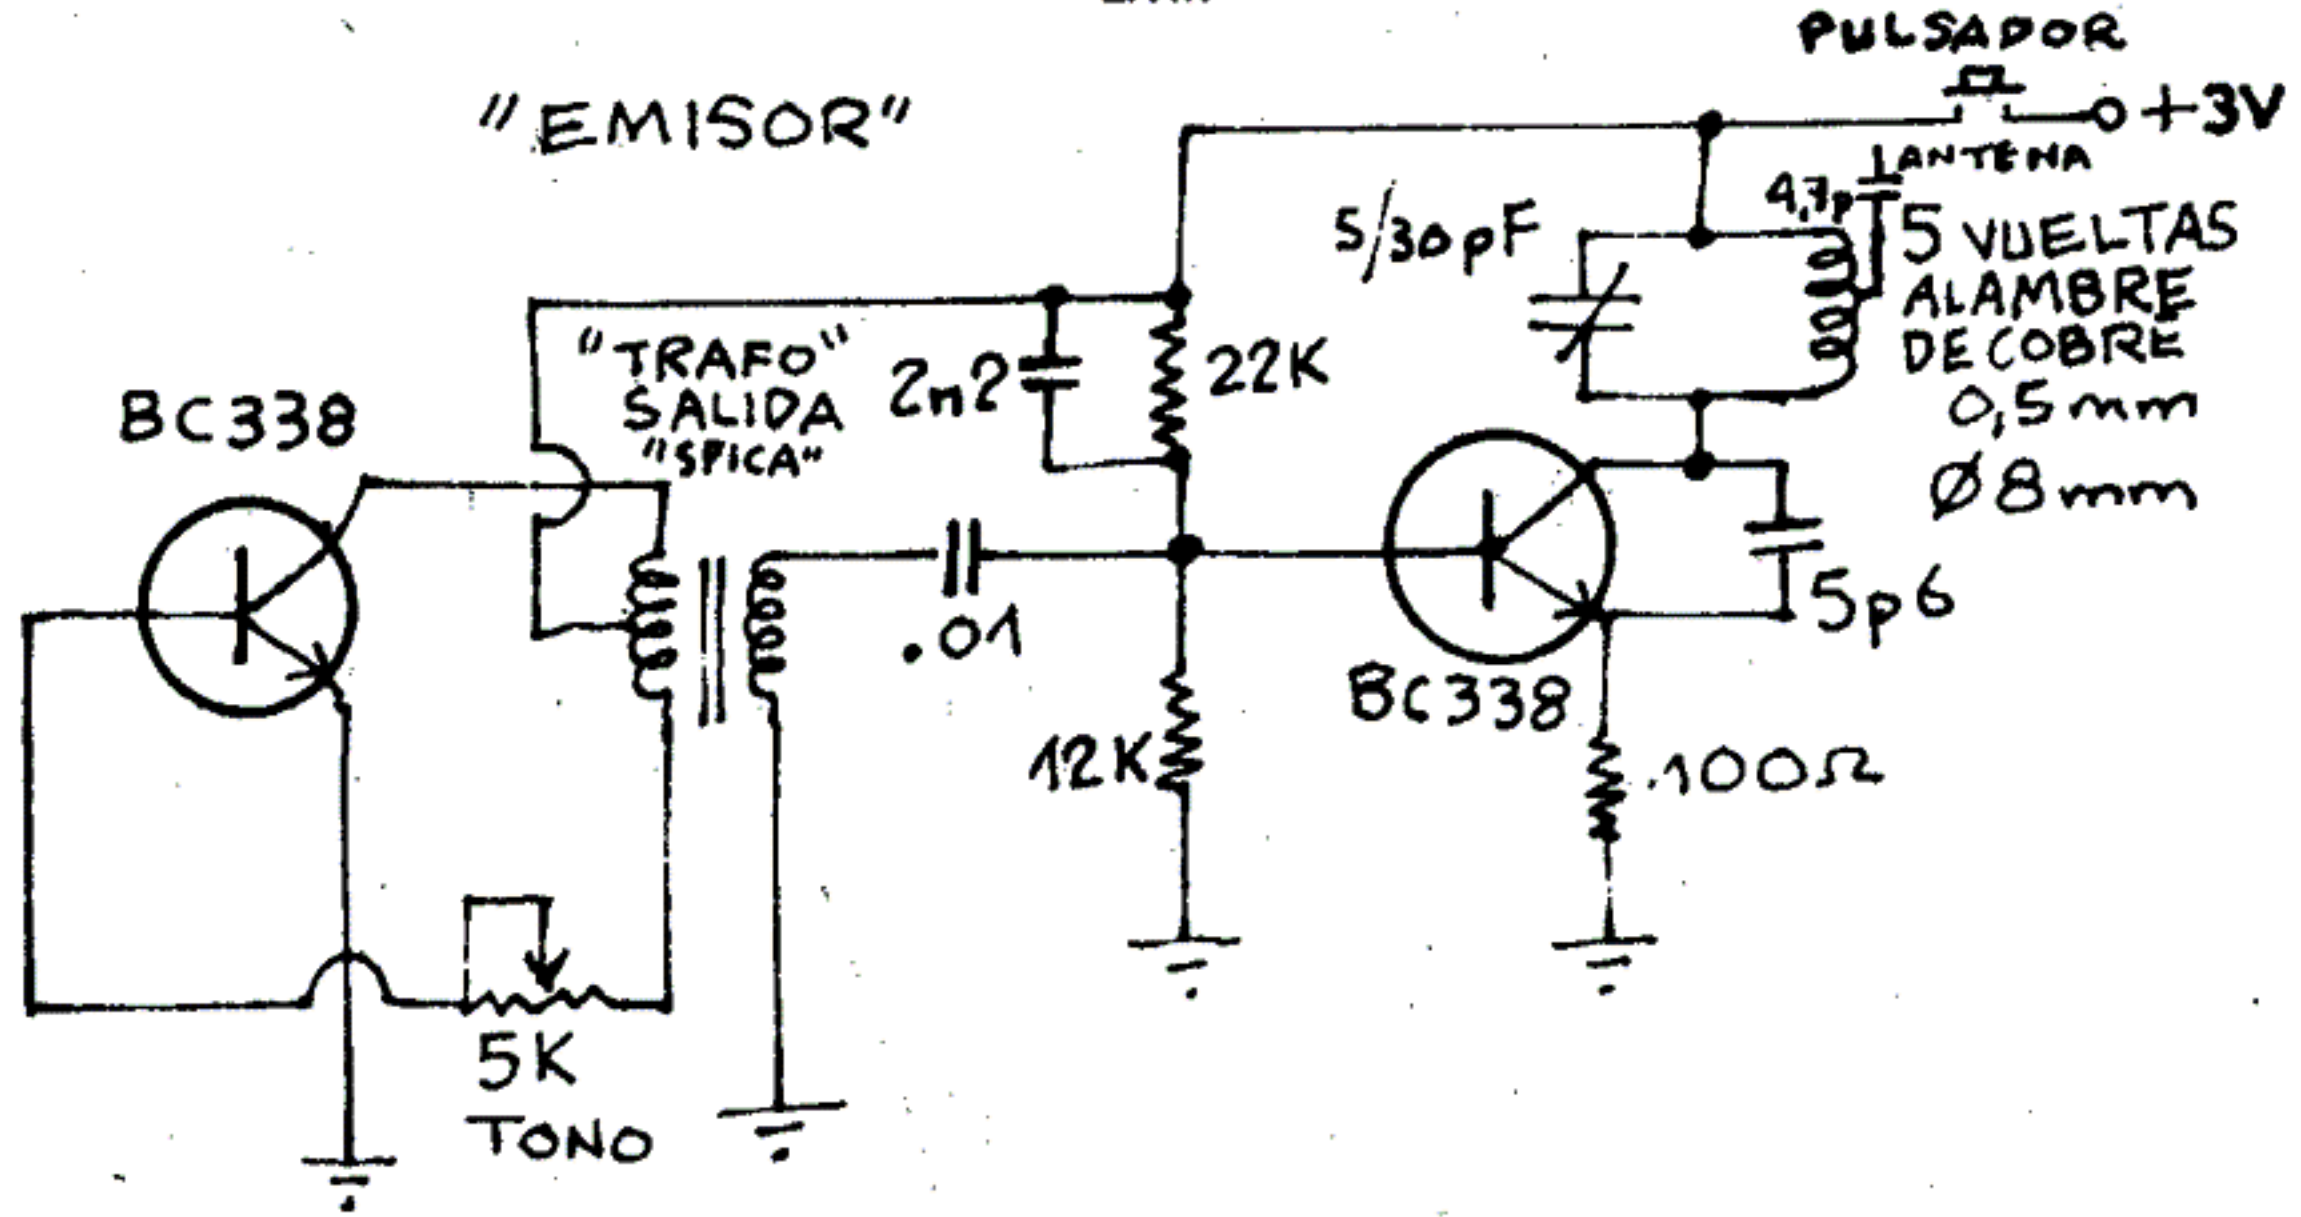 PULSADOR
"EMISOR"
+3V
ANTENA
4,7p
5/30pF
5 VUELTAS
ALAMBRE
DE COBRE
0,5mm
Ø8mm
"TRAFO"
SALIDA
"SPICA"
2n2
22K
BC338
.01
5p6
BC338
12K
.100Ω
5K
TONO